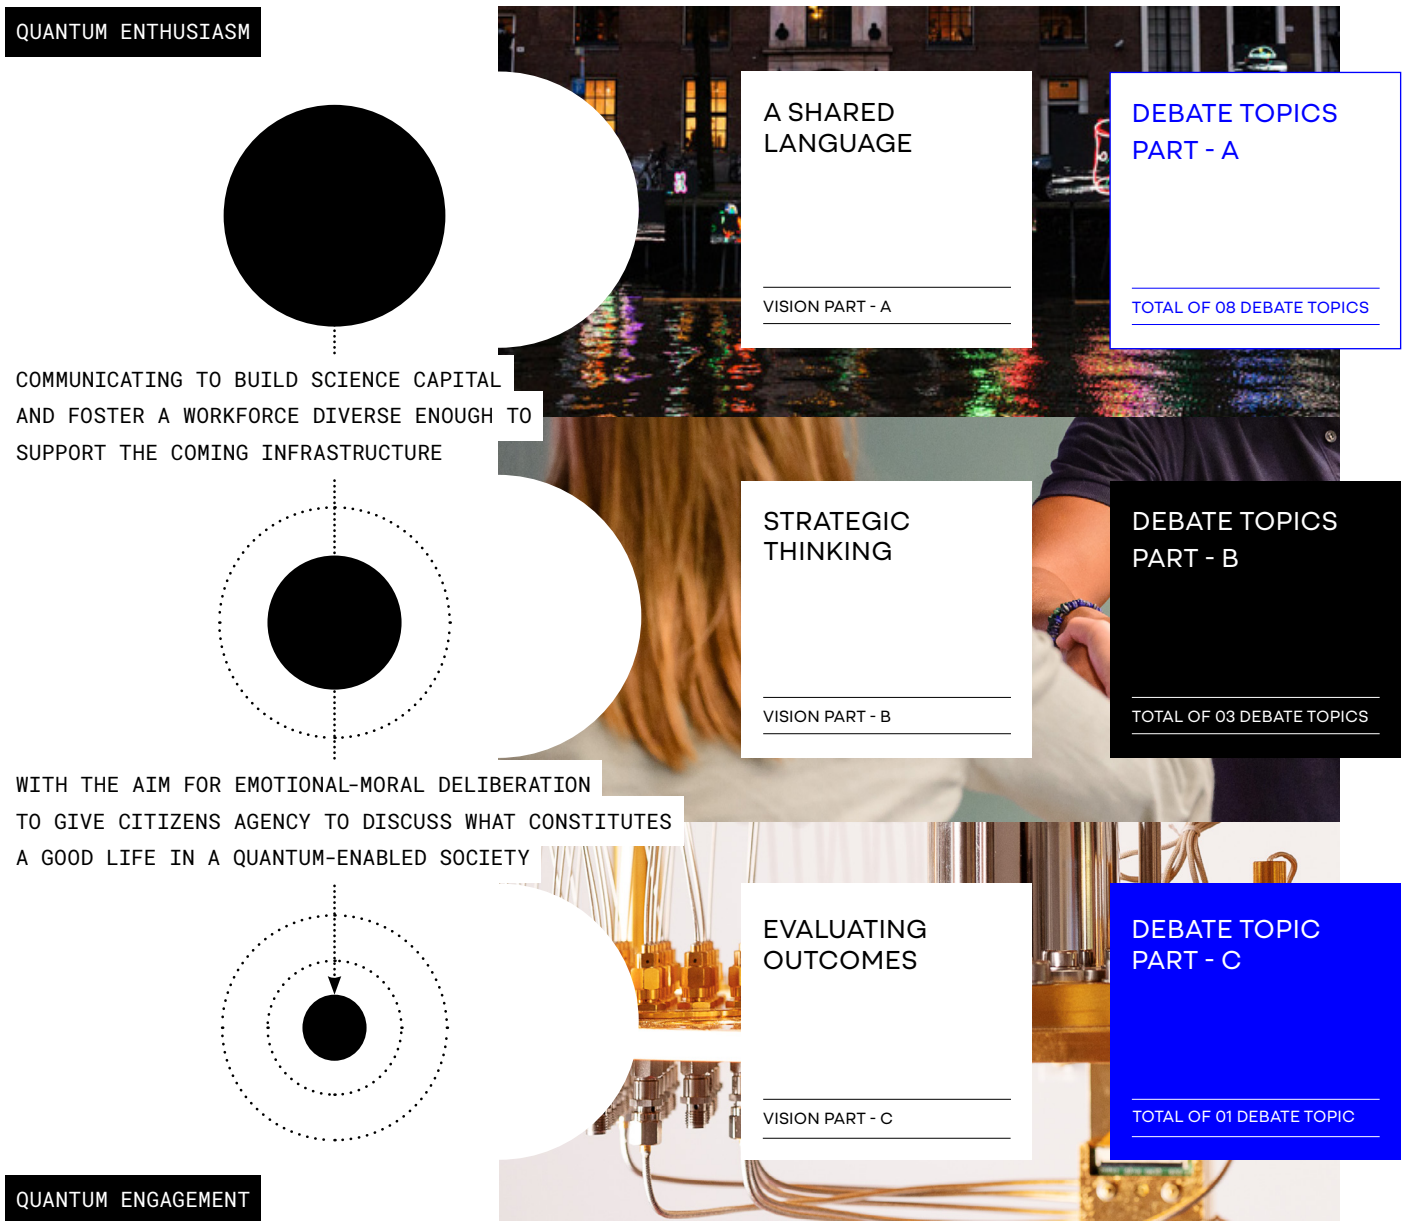 QUANTUM ENTHUSIASM
A SHARED
LANGUAGE
VISION PART - A
DEBATE TOPICS
PART - A
TOTAL OF 08 DEBATE TOPICS
COMMUNICATING TO BUILD SCIENCE CAPITAL
AND FOSTER A WORKFORCE DIVERSE ENOUGH TO
SUPPORT THE COMING INFRASTRUCTURE
STRATEGIC
THINKING
VISION PART - B
DEBATE TOPICS
PART - B
TOTAL OF 03 DEBATE TOPICS
WITH THE AIM FOR EMOTIONAL-MORAL DELIBERATION
TO GIVE CITIZENS AGENCY TO DISCUSS WHAT CONSTITUTES
A GOOD LIFE IN A QUANTUM-ENABLED SOCIETY
EVALUATING
OUTCOMES
VISION PART - C
DEBATE TOPIC
PART - C
TOTAL OF 01 DEBATE TOPIC
QUANTUM ENGAGEMENT